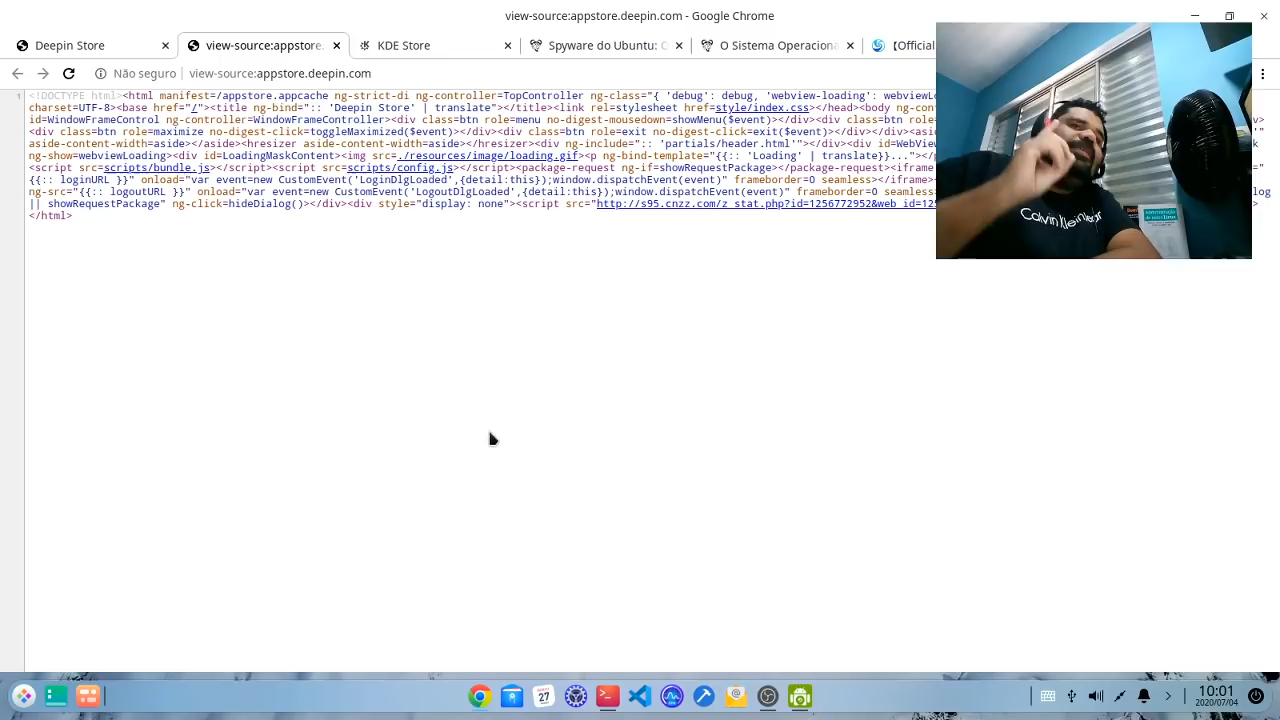 view-source:appstore.deepin.com - Google Chrome
Deepin Store
view-source:appstore.
KDE Store
Spyware do Ubuntu: O
O Sistema Operaciona
【Official
Não seguro
view-source:appstore.deepin.com
1
<!DOCTYPE html><html manifest=/appstore.appcache ng-strict-di ng-controller=TopController ng-class="{ 'debug': debug, 'webview-loading': webviewLo
charset=UTF-8><base href="/"><title ng-bind=":: 'Deepin Store' | translate"></title><link rel=stylesheet href=style/index.css></head><body ng-con
id=WindowFrameControl ng-controller=WindowFrameController><div class=btn role=menu no-digest-mousedown=showMenu($event)></div><div class=btn role=
<div class=btn role=maximize no-digest-click=toggleMaximized($event)></div><div class=btn role=exit no-digest-click=exit($event)></div></div><asid
aside-content-width=aside></aside><hresizer aside-content-width=aside></hresizer><div ng-include=":: 'partials/header.html'"></div><div id=WebView
ng-show=webviewLoading><div id=LoadingMaskContent><img src=./resources/image/loading.gif><p ng-bind-template="{{:: 'Loading' | translate}}..."></p
<script src=scripts/bundle.js></script><script src=scripts/config.js></script><package-request ng-if=showRequestPackage></package-request><iframe
{{:: loginURL }}" onload="var event=new CustomEvent('LoginDlgLoaded',{detail:this});window.dispatchEvent(event)" frameborder=0 seamless></iframe>
ng-src="{{:: logoutURL }}" onload="var event=new CustomEvent('LogoutDlgLoaded',{detail:this});window.dispatchEvent(event)" frameborder=0 seamless
|| showRequestPackage" ng-click=hideDialog()></div><div style="display: none"><script src="http://s95.cnzz.com/z_stat.php?id=1256772952&web_id=125
</html>
Calvin Klein Jeans
27
10:01
2020/07/04